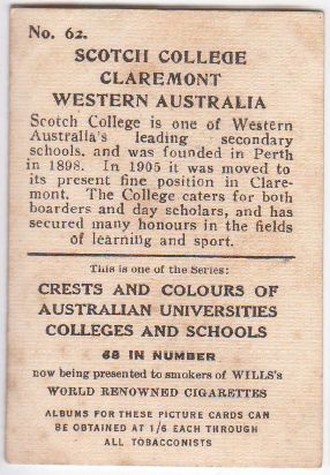 No. 62.
SCOTCH COLLEGE
CLAREMONT
WESTERN AUSTRALIA
Scotch College is one of Western
Australia's leading secondary
schools, and was founded in Perth
in 1898. In 1905 it was moved to
its present fine position in Clare-
mont. The College caters for both
boarders and day scholars, and has
secured many honours in the fields
of learning and sport.
This is one of the Series:
CRESTS AND COLOURS OF
AUSTRALIAN UNIVERSITIES
COLLEGES AND SCHOOLS
68 IN NUMBER
now being presented to smokers of WILLS's
WORLD RENOWNED CIGARETTES
ALBUMS FOR THESE PICTURE CARDS CAN
BE OBTAINED AT 1/6 EACH THROUGH
ALL TOBACCONISTS